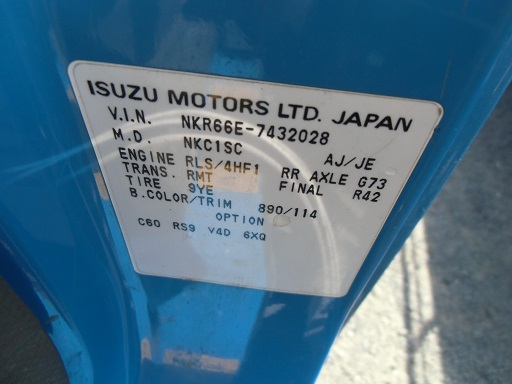 ISUZU MOTORS LTD. JAPAN
V.I.N. NKR66E-7432028
M.D. NKC1SC AJ/JE
ENGINE RLS/4HF1 RR AXLE G73
TRANS. RMT FINAL R42
TIRE 9YE
B.COLOR/TRIM 890/114
OPTION
C60 RS9 V4D 6XQ